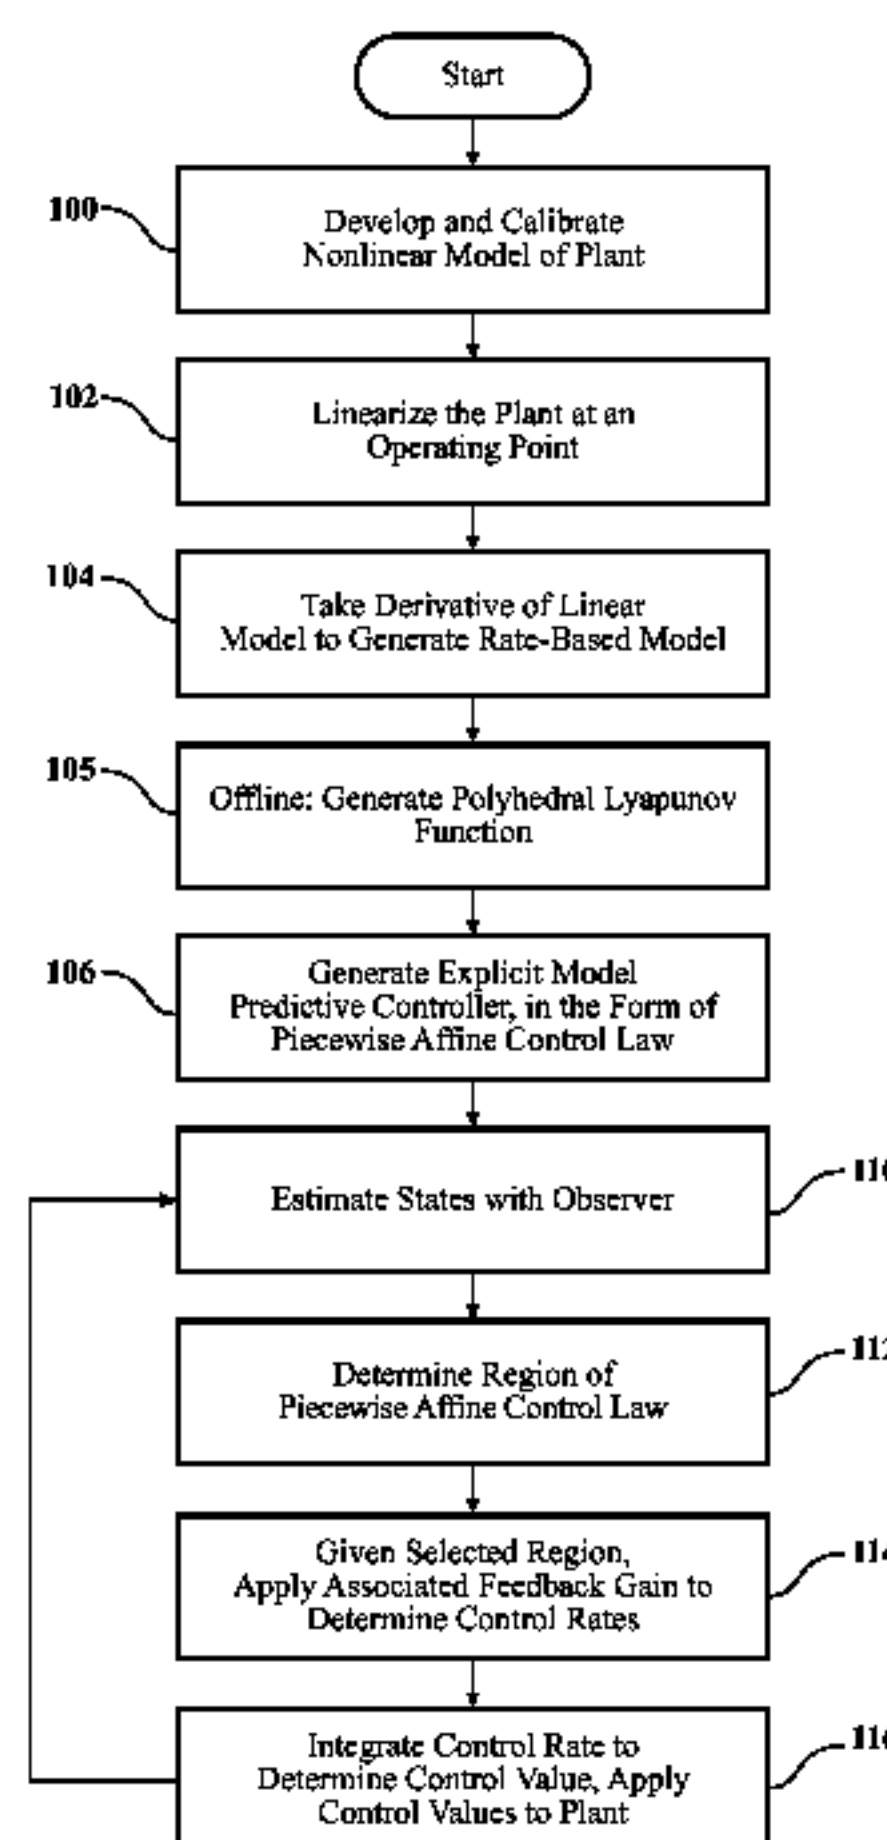 Start
100
Develop and Calibrate
Nonlinear Model of Plant
102
Linearize the Plant at an
Operating Point
104
Take Derivative of Linear
Model to Generate Rate-Based Model
105
Offline: Generate Polyhedral Lyapunov
Function
106
Generate Explicit Model
Predictive Controller, in the Form of
Piecewise Affine Control Law
110
Estimate States with Observer
112
Determine Region of
Piecewise Affine Control Law
114
Given Selected Region,
Apply Associated Feedback Gain to
Determine Control Rates
116
Integrate Control Rate to
Determine Control Value, Apply
Control Values to Plant